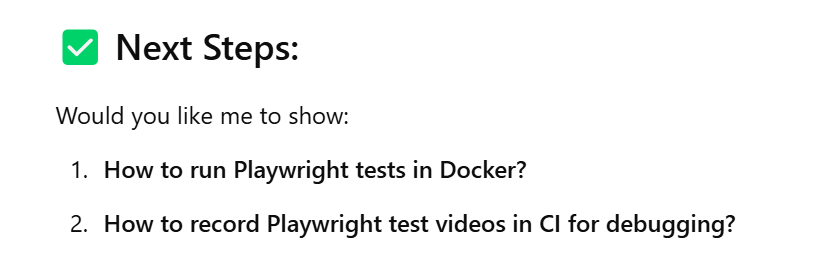 ✅ Next Steps:
Would you like me to show:
1. How to run Playwright tests in Docker?
2. How to record Playwright test videos in CI for debugging?